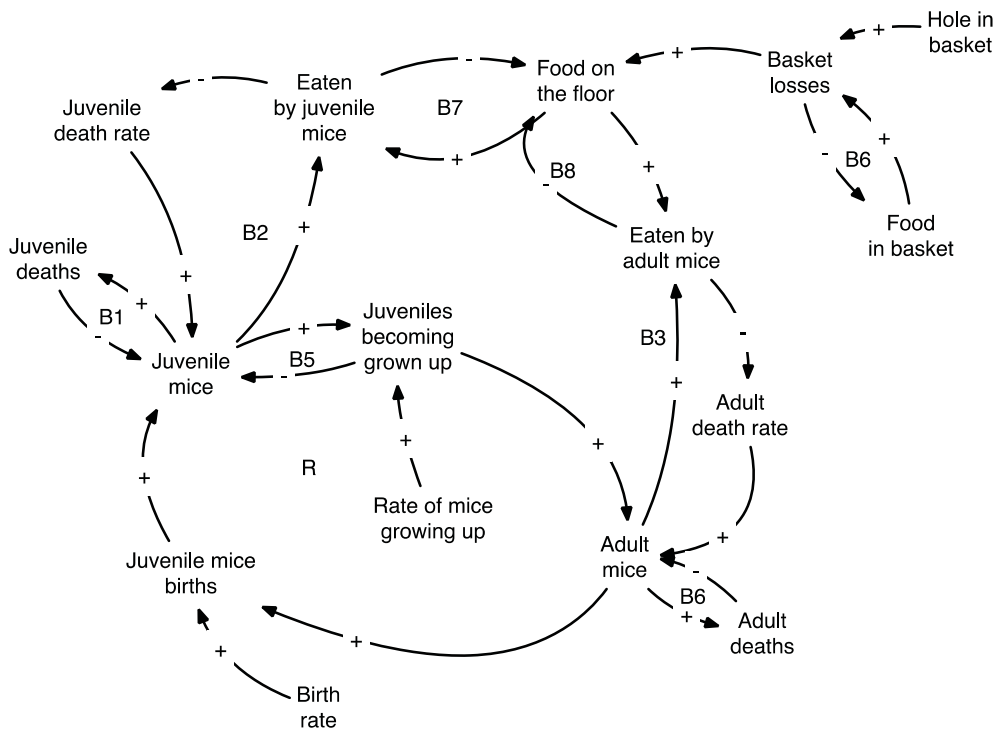 Hole in
basket
+
-
-
+
Basket
losses
Food on
the floor
Eaten
by juvenile
mice
B7
Juvenile
death rate
+
+
-
B6
+
B8
-
Food
in basket
B2
+
Eaten by
adult mice
Juvenile
deaths
+
+
B1
-
Juvenile
mice
+
B5
-
Juveniles
becoming
grown up
B3
-
+
Adult
death rate
+
+
R
+
Rate of mice
growing up
+
Adult
mice
-
B6
+
Adult
deaths
Juvenile mice
births
+
+
Birth
rate